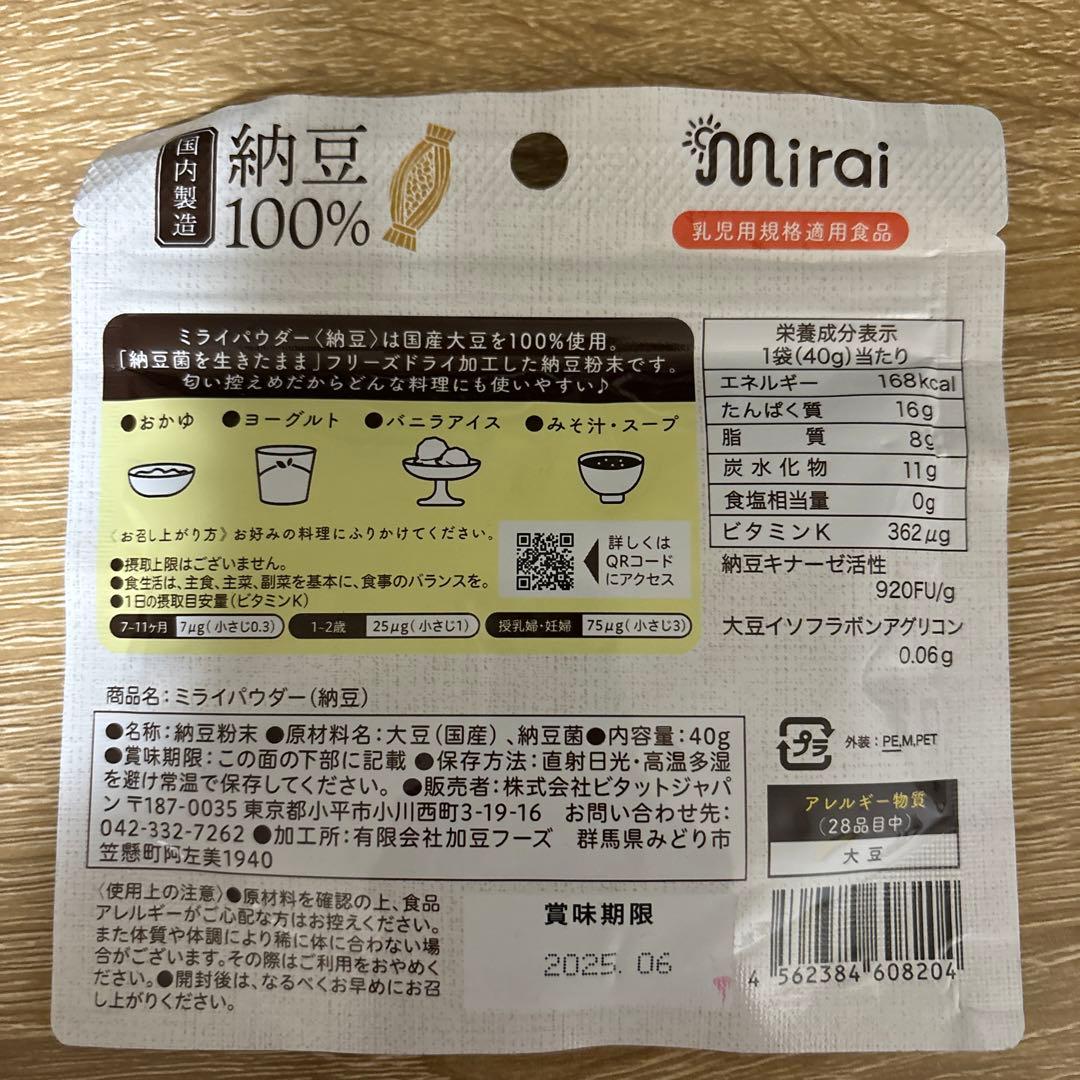 国内製造
納豆
100%
mirai
乳児用規格適用食品
ミライパウダー〈納豆〉は国産大豆を100%使用。
「納豆菌を生きたまま」フリーズドライ加工した納豆粉末です。
匂い控えめだからどんな料理にも使いやすい♪
●おかゆ ●ヨーグルト ●バニラアイス ●みそ汁・スープ
《お召し上がり方》お好みの料理にふりかけてください。
●摂取上限はございません。
●食生活は、主食、主菜、副菜を基本に、食事のバランスを。
●1日の摂取目安量(ビタミンK)
詳しくは
QRコード
にアクセス
7~11ヶ月 7μg(小さじ0.3) 1~2歳 25μg(小さじ1) 授乳婦・妊婦 75μg(小さじ3)
栄養成分表示
1袋(40g)当たり
エネルギー 168kcal
たんぱく質 16g
脂質 8g
炭水化物 11g
食塩相当量 0g
ビタミンK 362μg
納豆キナーゼ活性
920FU/g
大豆イソフラボンアグリコン
0.06g
商品名:ミライパウダー(納豆)
●名称:納豆粉末 ●原材料名:大豆(国産)、納豆菌●内容量:40g
●賞味期限:この面の下部に記載 ●保存方法:直射日光・高温多湿
を避け常温で保存してください。 ●販売者:株式会社ビタットジャパ
ン 〒187-0035 東京都小平市小川西町3-19-16 お問い合わせ先:
042-332-7262 ●加工所:有限会社加豆フーズ 群馬県みどり市
笠懸町阿左美1940
プラ
外装:PE,M,PET
アレルギー物質
(28品目中)
大豆
〈使用上の注意〉●原材料を確認の上、食品
アレルギーがご心配な方はお控えください。
また体質や体調により稀に体に合わない場
合がございます。その際はご利用をおやめく
ださい。●開封後は、なるべくお早めにお召
し上がりください。
賞味期限
2025. 06
4 562384 608204